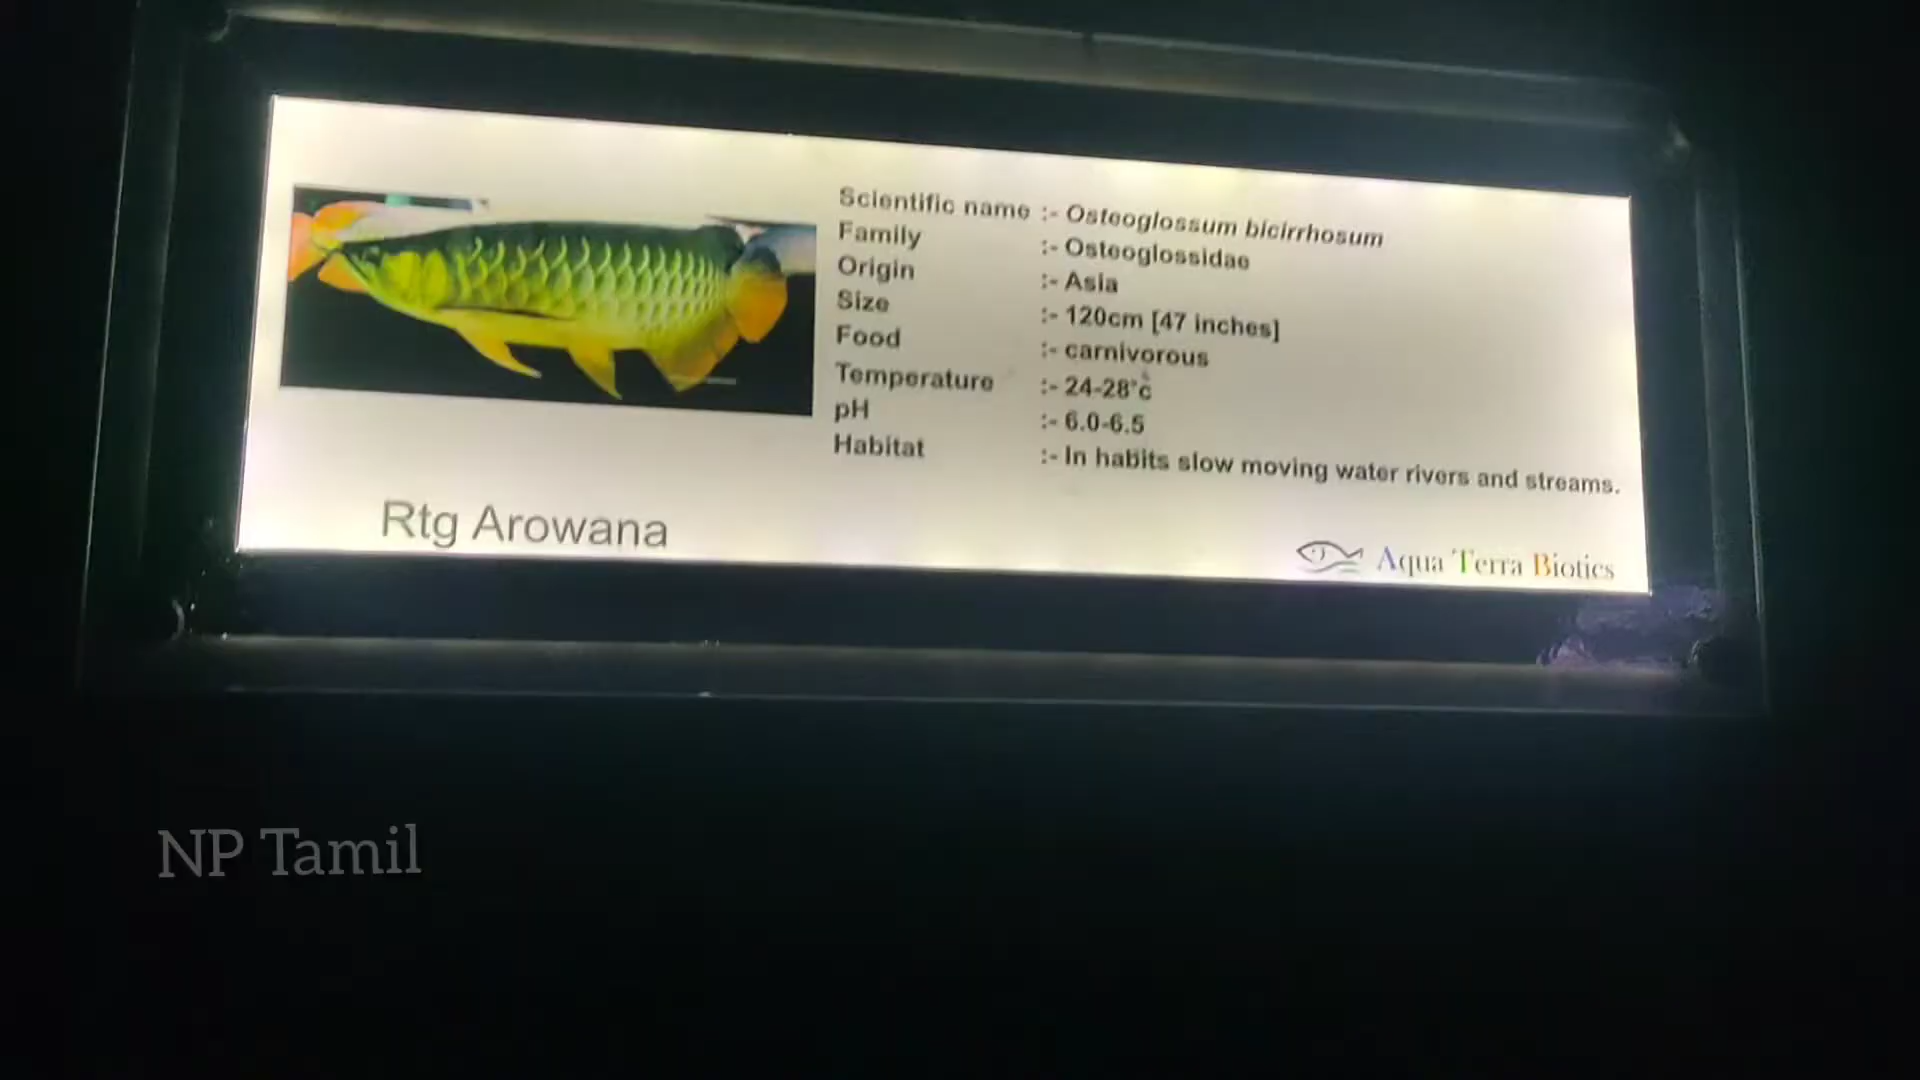 Scientific name :- Osteoglossum bicirrhosum
Family :- Osteoglossidae
Origin :- Asia
Size :- 120cm [47 inches]
Food :- carnivorous
Temperature :- 24-28°c
pH :- 6.0-6.5
Habitat :- In habits slow moving water rivers and streams.
Rtg Arowana
Aqua Terra Biotics
NP Tamil